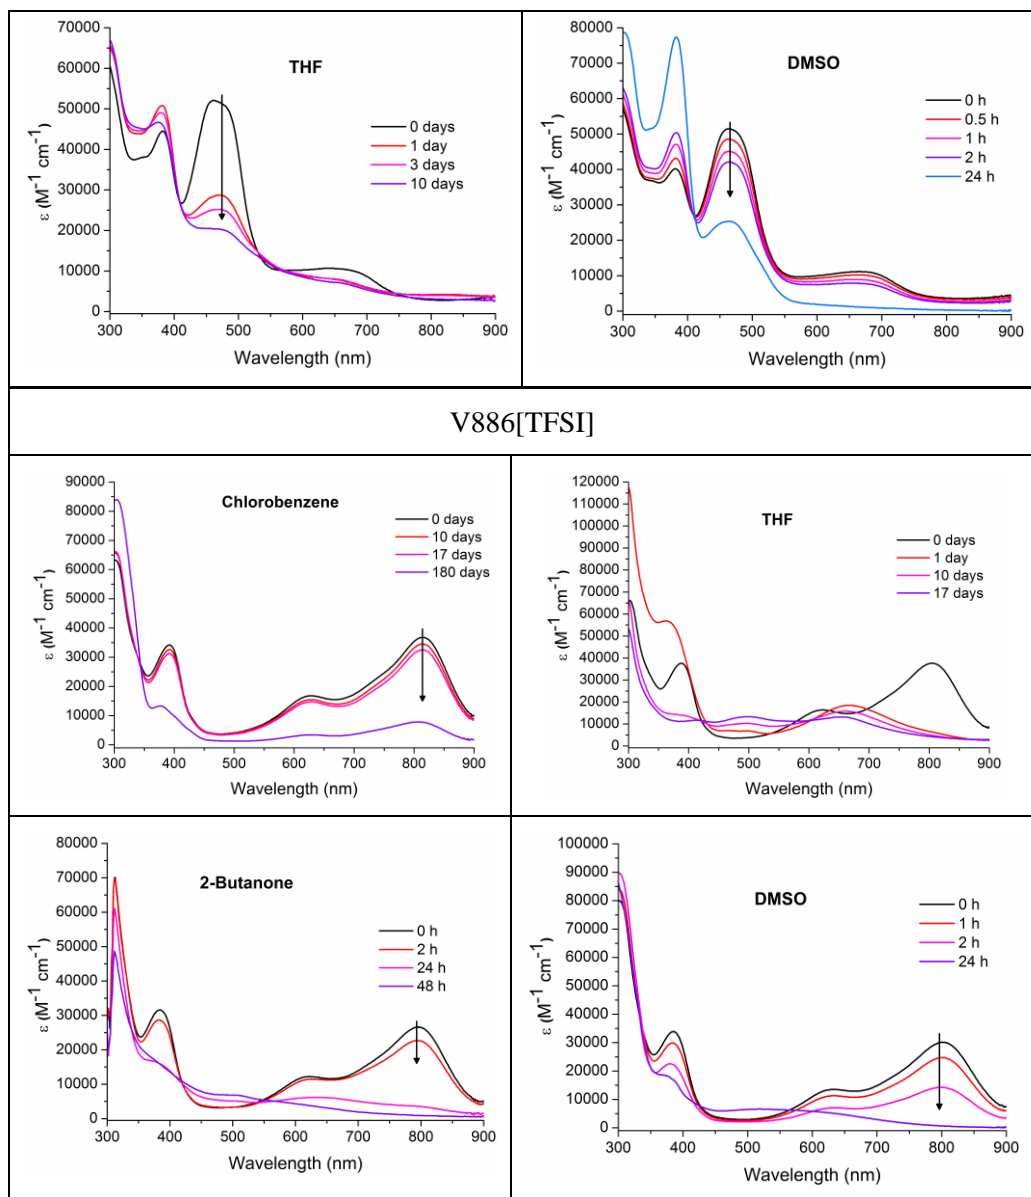 THF
0 days
1 day
3 days
10 days
ε (M⁻¹ cm⁻¹)
70000
60000
50000
40000
30000
20000
10000
0
300 400 500 600 700 800 900
Wavelength (nm)
DMSO
0 h
0.5 h
1 h
2 h
24 h
ε (M⁻¹ cm⁻¹)
80000
70000
60000
50000
40000
30000
20000
10000
0
300 400 500 600 700 800 900
Wavelength (nm)
V886[TFSI]
Chlorobenzene
0 days
10 days
17 days
180 days
ε (M⁻¹ cm⁻¹)
90000
80000
70000
60000
50000
40000
30000
20000
10000
0
300 400 500 600 700 800 900
Wavelength (nm)
THF
0 days
1 day
10 days
17 days
ε (M⁻¹ cm⁻¹)
120000
110000
100000
90000
80000
70000
60000
50000
40000
30000
20000
10000
0
300 400 500 600 700 800 900
Wavelength (nm)
2-Butanone
0 h
2 h
24 h
48 h
ε (M⁻¹ cm⁻¹)
80000
70000
60000
50000
40000
30000
20000
10000
0
300 400 500 600 700 800 900
Wavelength (nm)
DMSO
0 h
1 h
2 h
24 h
ε (M⁻¹ cm⁻¹)
100000
90000
80000
70000
60000
50000
40000
30000
20000
10000
0
300 400 500 600 700 800 900
Wavelength (nm)